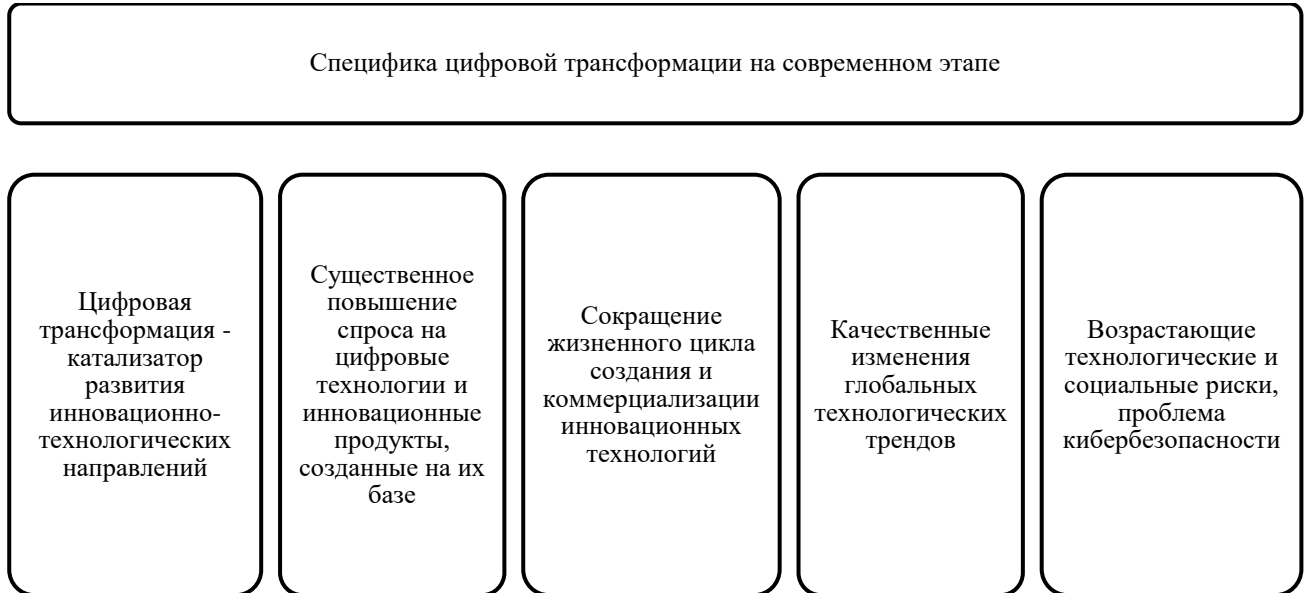 Специфика цифровой трансформации на современном этапе
Цифровая
трансформация -
катализатор
развития
инновационно-
технологических
направлений
Существенное
повышение
спроса на
цифровые
технологии и
инновационные
продукты,
созданные на их
базе
Сокращение
жизненного цикла
создания и
коммерциализации
инновационных
технологий
Качественные
изменения
глобальных
технологических
трендов
Возрастающие
технологические и
социальные риски,
проблема
кибербезопасности